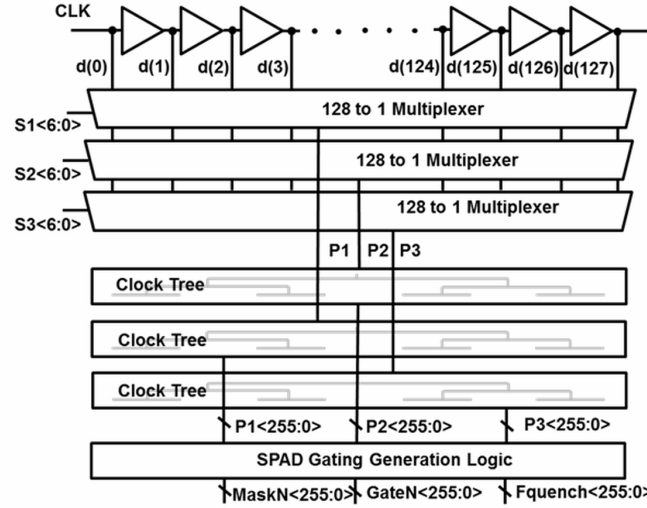 CLK
d(0) d(1) d(2) d(3) d(124) d(125) d(126) d(127)
128 to 1 Multiplexer
S1<6:0>
128 to 1 Multiplexer
S2<6:0>
128 to 1 Multiplexer
S3<6:0>
P1 P2 P3
Clock Tree
Clock Tree
Clock Tree
P1<255:0> P2<255:0> P3<255:0>
SPAD Gating Generation Logic
MaskN<255:0> GateN<255:0> Fquench<255:0>